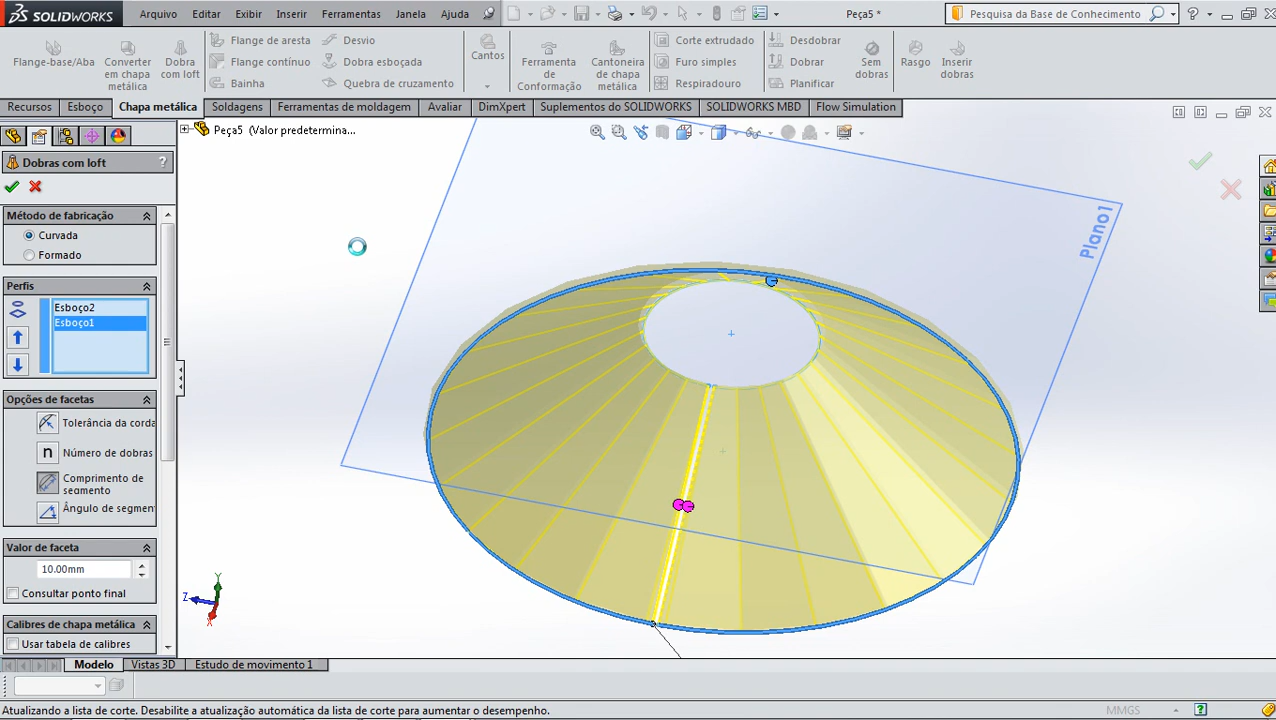 SOLIDWORKS
Arquivo Editar Exibir Inserir Ferramentas Janela Ajuda
Peça5 *
Pesquisa da Base de Conhecimento
?
Flange-base/Aba
Converter em chapa metálica
Dobra com loft
Flange de aresta
Flange contínuo
Bainha
Desvio
Dobra esboçada
Quebra de cruzamento
Cantos
Ferramenta de Conformação
Cantoneira de chapa metálica
Corte extrudado
Furo simples
Respiradouro
Desdobrar
Dobrar
Planificar
Sem dobras
Rasgo
Inserir dobras
Recursos Esboço Chapa metálica Soldagens Ferramentas de moldagem Avaliar DimXpert Suplementos do SOLIDWORKS SOLIDWORKS MBD Flow Simulation
Peça5 (Valor predetermina...
Dobras com loft ?
Método de fabricação
Curvada
Formado
Perfis
Esboço2
Esboço1
Opções de facetas
Tolerância da corda
n Número de dobras
Comprimento de
segmento
Ângulo de segmen
Valor de faceta
10.00mm
Consultar ponto final
Calibres de chapa metálica
Usar tabela de calibres
Plano1
Y
Z
X
Modelo Vistas 3D Estudo de movimento 1
Atualizando a lista de corte. Desabilite a atualização automática da lista de corte para aumentar o desempenho.
MMGS
?